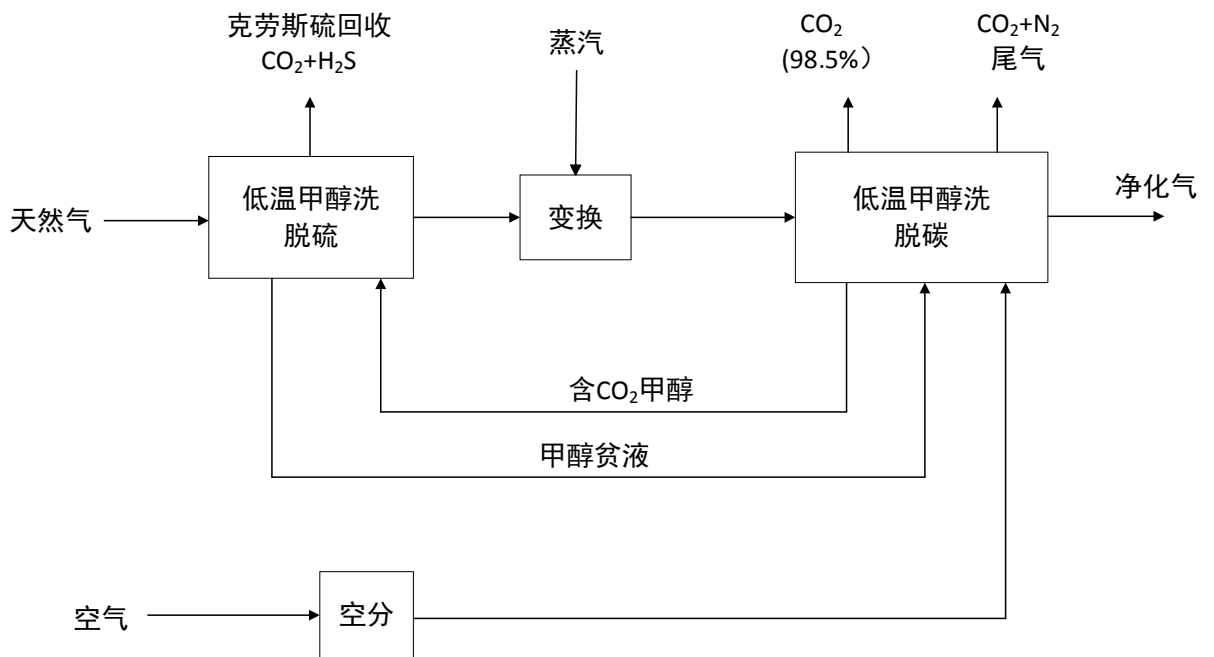 克劳斯硫回收
CO₂+H₂S
蒸汽
CO₂
(98.5%）
CO₂+N₂
尾气
天然气
低温甲醇洗
脱硫
变换
低温甲醇洗
脱碳
净化气
含CO₂甲醇
甲醇贫液
空气
空分